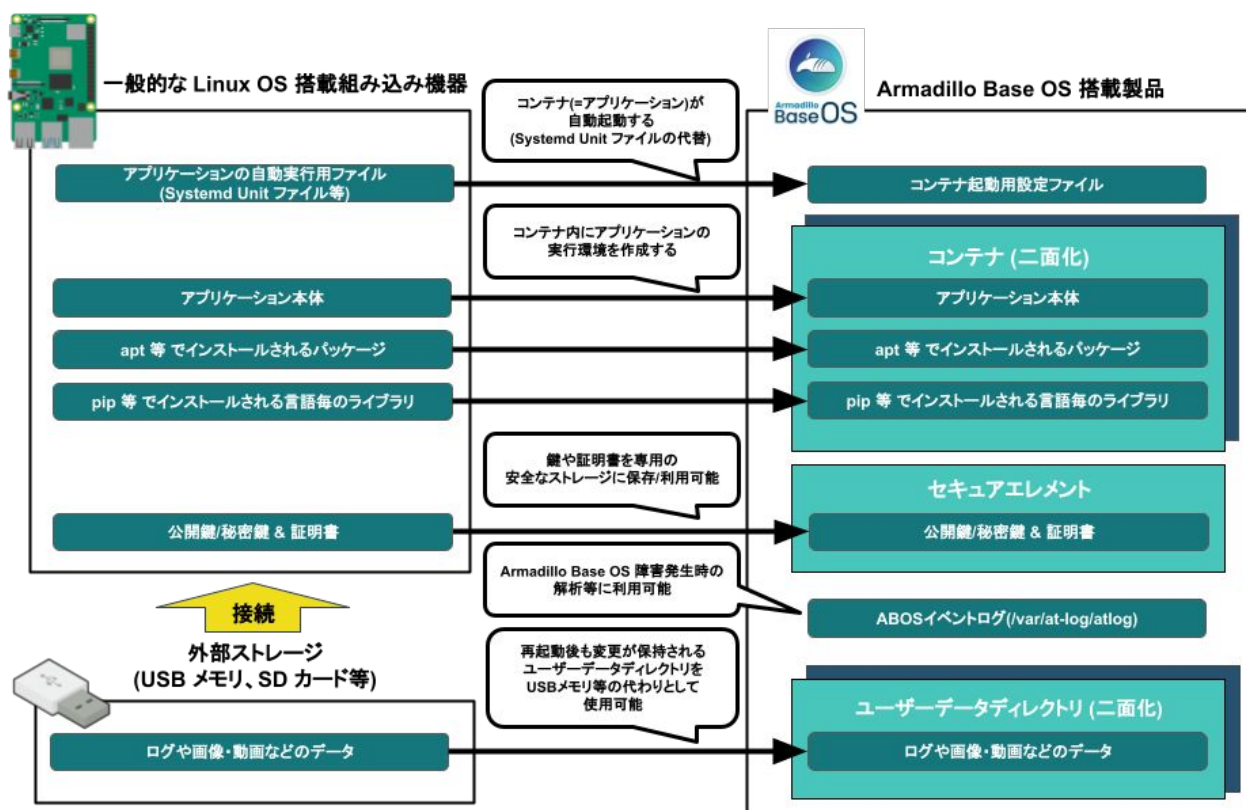 一般的な Linux OS 搭載組み込み機器
Armadillo
Base OS
Armadillo Base OS 搭載製品
コンテナ(=アプリケーション)が
自動起動する
(Systemd Unit ファイルの代替)
アプリケーションの自動実行用ファイル
(Systemd Unit ファイル等)
コンテナ起動用設定ファイル
コンテナ内にアプリケーションの
実行環境を作成する
コンテナ (二面化)
アプリケーション本体
アプリケーション本体
apt 等 でインストールされるパッケージ
apt 等 でインストールされるパッケージ
pip 等 でインストールされる言語毎のライブラリ
pip 等 でインストールされる言語毎のライブラリ
鍵や証明書を専用の
安全なストレージに保存/利用可能
セキュアエレメント
公開鍵/秘密鍵 & 証明書
公開鍵/秘密鍵 & 証明書
Armadillo Base OS 障害発生時の
解析等に利用可能
ABOSイベントログ(/var/at-log/atlog)
接続
外部ストレージ
(USB メモリ、SD カード等)
再起動後も変更が保持される
ユーザーデータディレクトリを
USBメモリ等の代わりとして
使用可能
ユーザーデータディレクトリ (二面化)
ログや画像・動画などのデータ
ログや画像・動画などのデータ